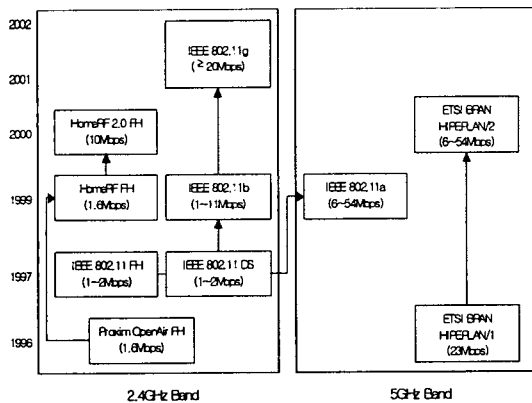 2002
2001
2000
1999
1997
1996
IEEE 802.11g
(≥20Mbps)
HomeRF 2.0 FH
(10Mbps)
HomeRF FH
(1.6Mbps)
IEEE 802.11b
(1~11Mbps)
IEEE 802.11 FH
(1~2Mbps)
IEEE 802.11 DS
(1~2Mbps)
Proxim OpenAir FH
(1.6Mbps)
2.4GHz Band
ETSI BRAN
HIPERLAN/2
(6~54Mbps)
IEEE 802.11a
(6~54Mbps)
ETSI BRAN
HIPERLAN/1
(23Mbps)
5GHz Band